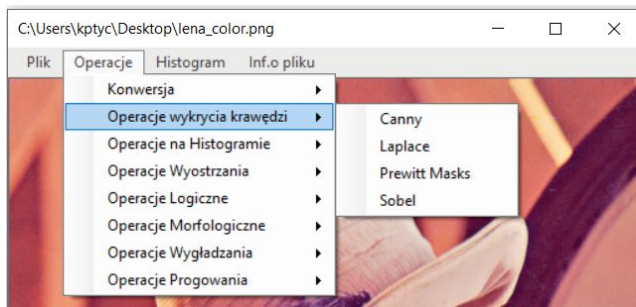 C:\Users\kptyc\Desktop\lena_color.png
Plik Operacje Histogram Inf.o pliku
Konwersja
Operacje wykrycia krawędzi
Operacje na Histogramie
Operacje Wyostrzania
Operacje Logiczne
Operacje Morfologiczne
Operacje Wygładzania
Operacje Progowania
Canny
Laplace
Prewitt Masks
Sobel